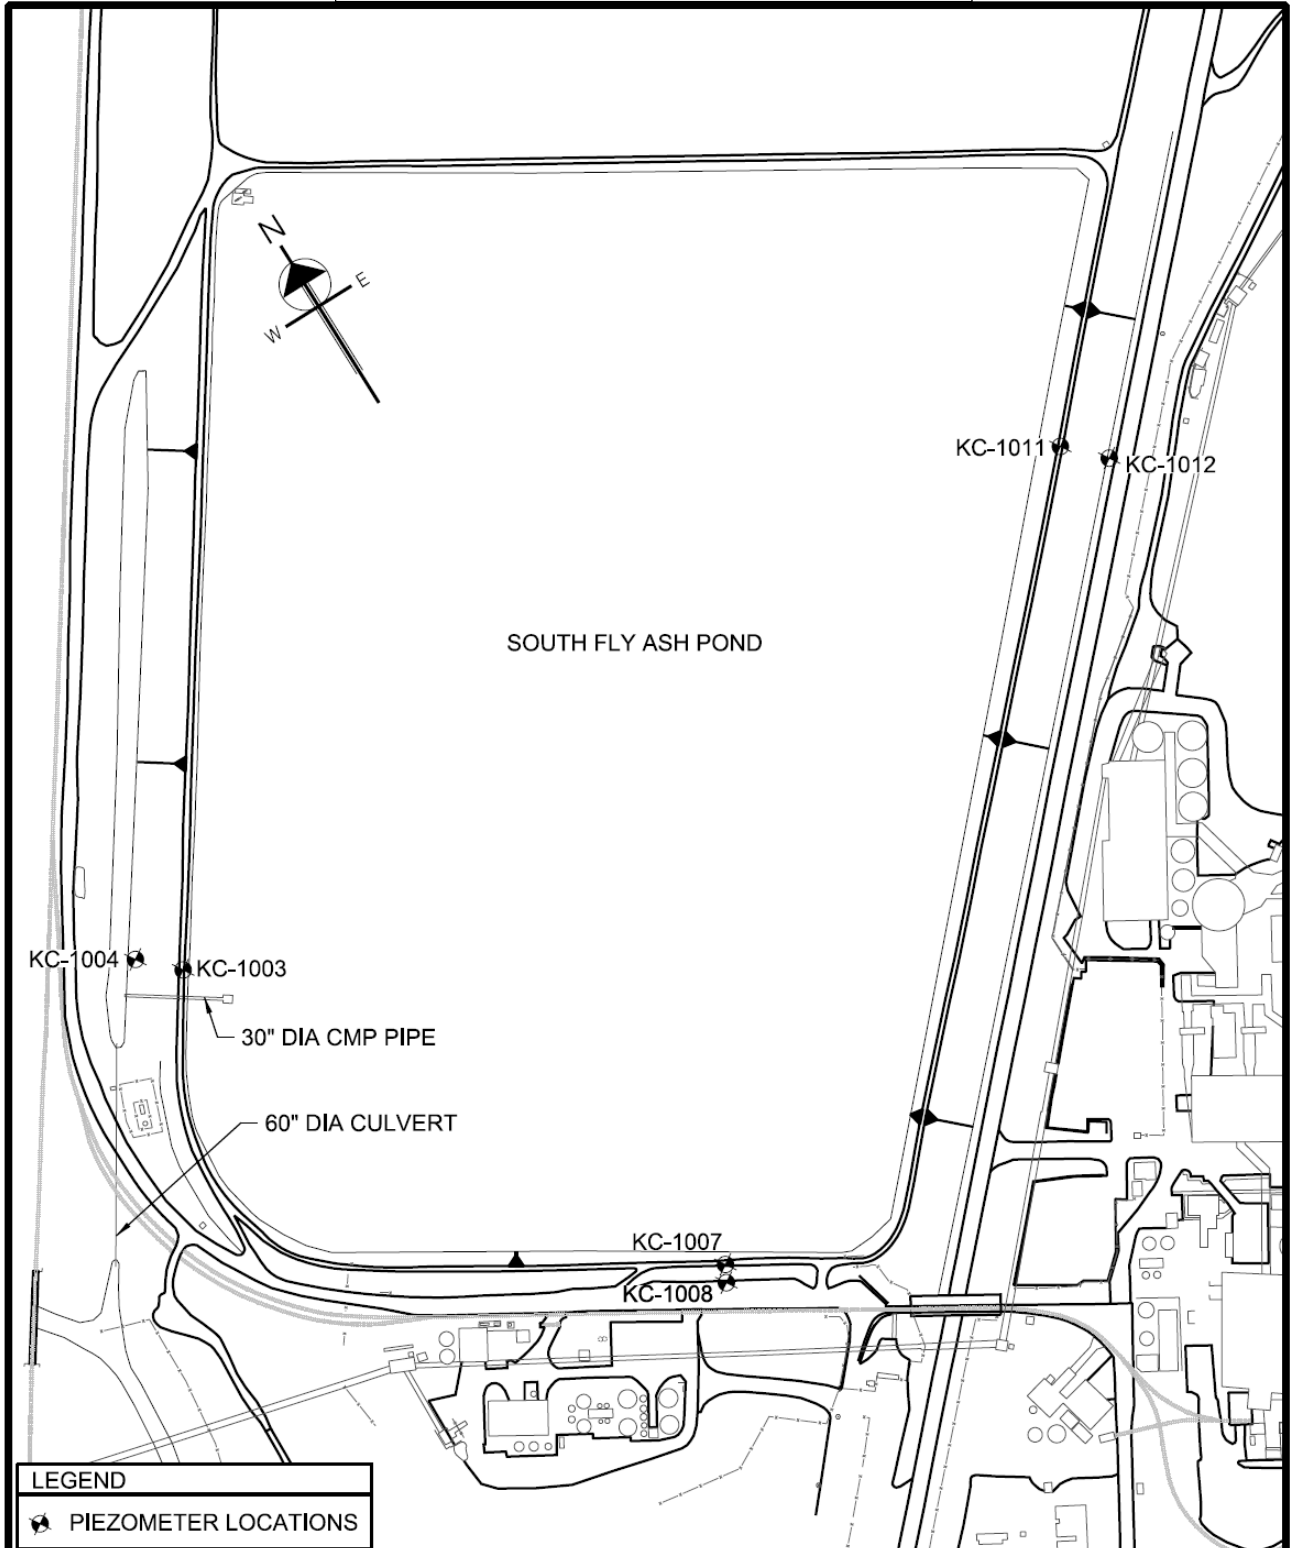 N
E
W
KC-1011
KC-1012
SOUTH FLY ASH POND
KC-1004
KC-1003
30" DIA CMP PIPE
60" DIA CULVERT
KC-1007
KC-1008
LEGEND
PIEZOMETER LOCATIONS